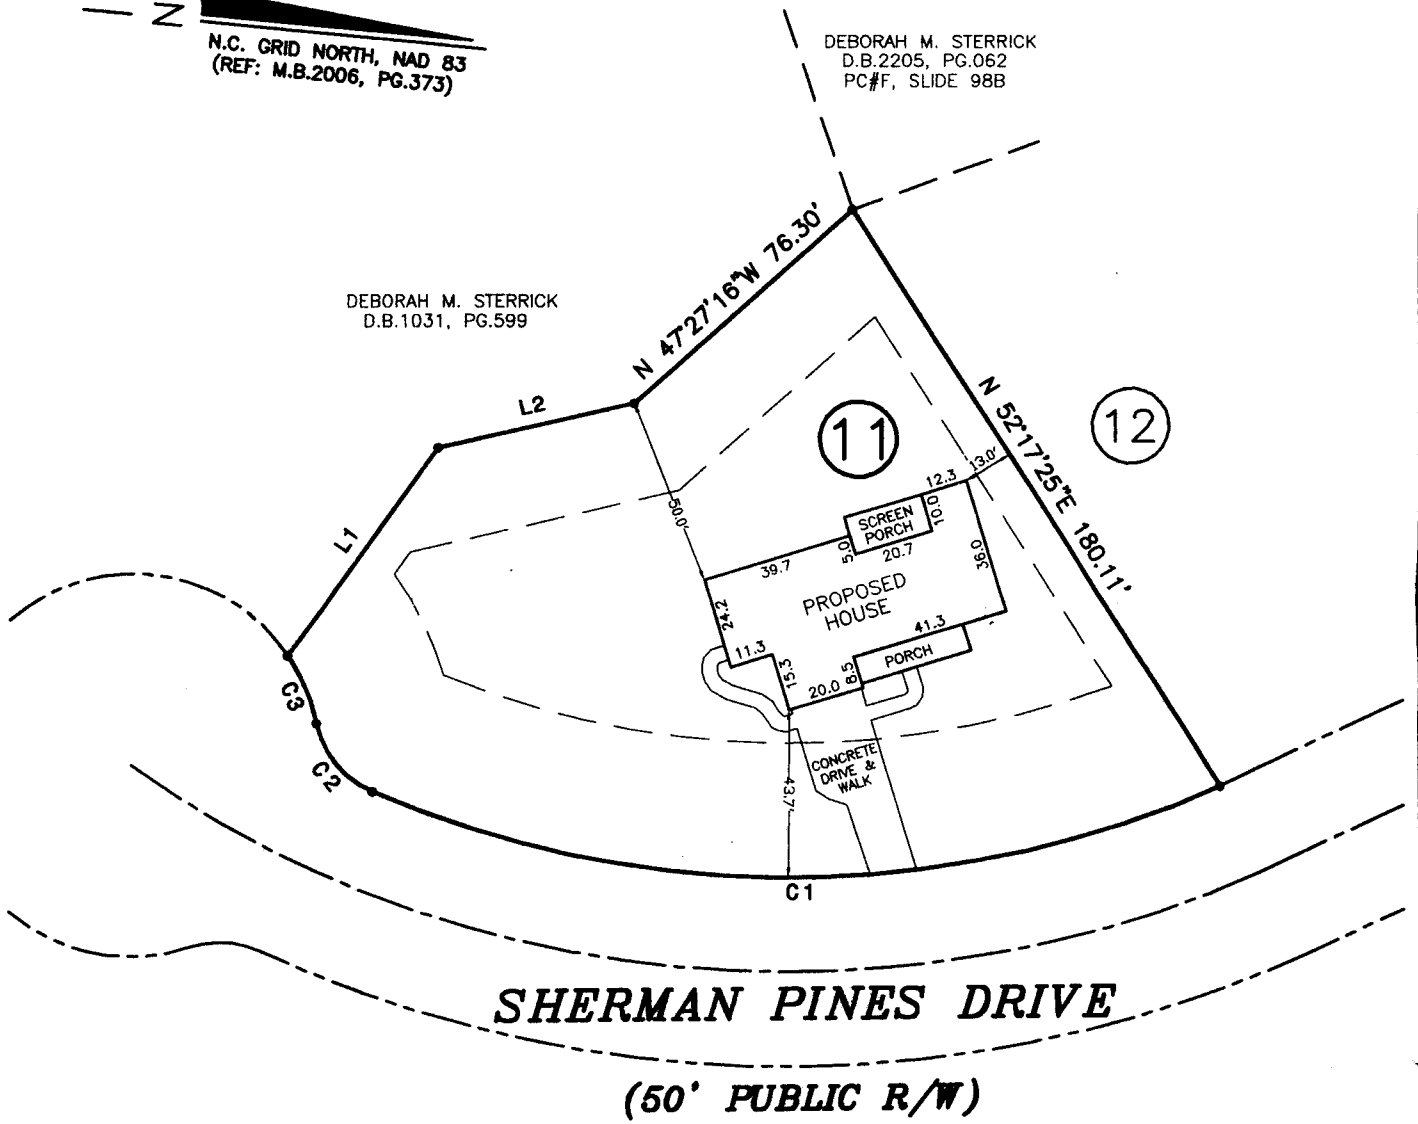 N
N.C. GRID NORTH, NAD 83
(REF: M.B.2006, PG.373)
DEBORAH M. STERRICK
D.B.2205, PG.062
PC#F, SLIDE 98B
N 47°27'16"W 76.30'
DEBORAH M. STERRICK
D.B.1031, PG.599
L2
L1
N 52°17'25"E 180.11'
11
12
50.0'
13.0'
12.3
10.0
SCREEN
PORCH
5.0
20.7
39.7
36.0
PROPOSED
HOUSE
24.2
11.3
15.3
41.3
PORCH
8.5
20.0
CONCRETE
DRIVE &
WALK
43.7'
C3
C2
C1
SHERMAN PINES DRIVE
(50' PUBLIC R/W)